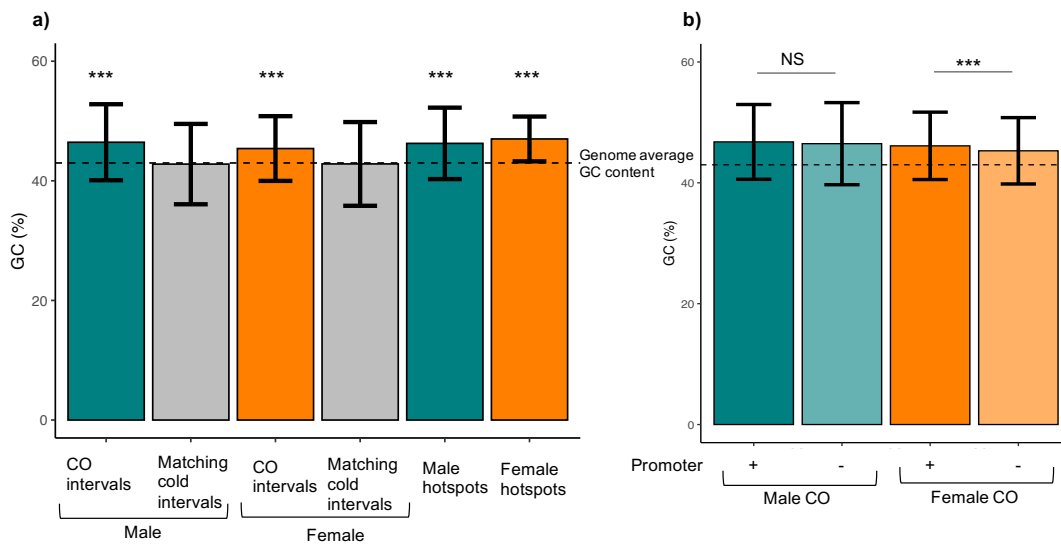 a)
60
40
20
0
GC (%)
***
***
***
***
Genome average
GC content
CO
intervals
Matching
cold
intervals
CO
intervals
Matching
cold
intervals
Male
hotspots
Female
hotspots
Male
Female
b)
60
40
20
0
GC (%)
NS
***
Promoter + - + -
Male CO
Female CO